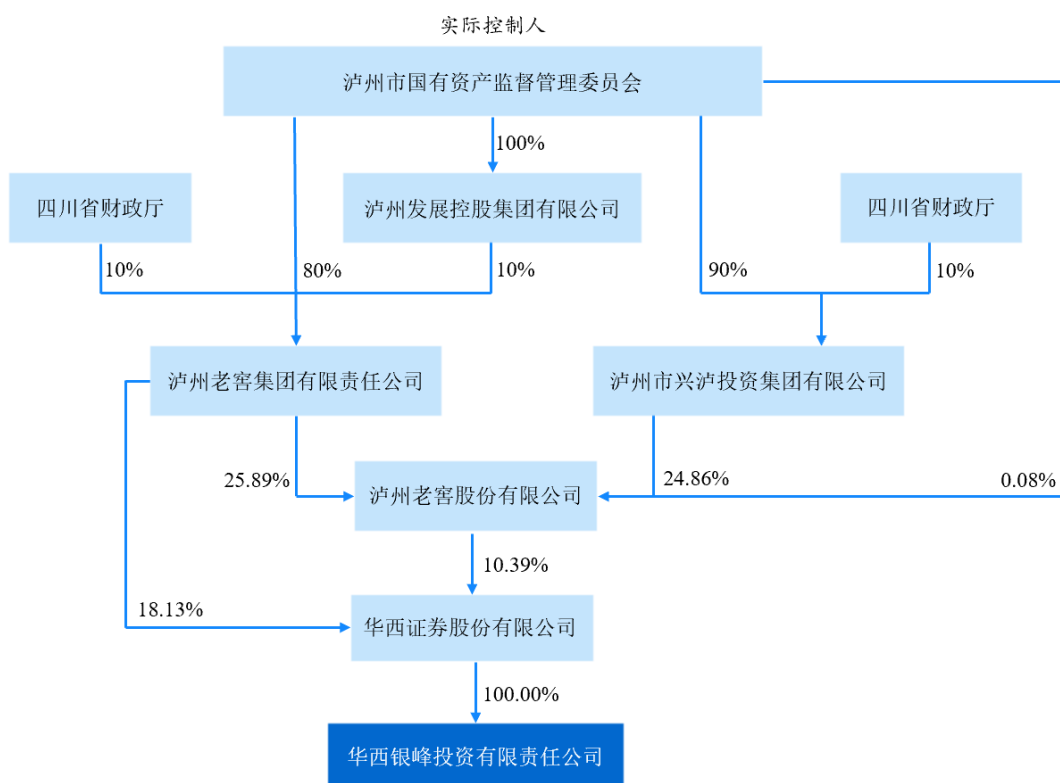 实际控制人
泸州市国有资产监督管理委员会
100%
四川省财政厅
泸州发展控股集团有限公司
四川省财政厅
10%
80%
10%
90%
10%
泸州老窖集团有限责任公司
泸州市兴泸投资集团有限公司
25.89%
泸州老窖股份有限公司
24.86%
0.08%
10.39%
18.13%
华西证券股份有限公司
100.00%
华西银峰投资有限责任公司